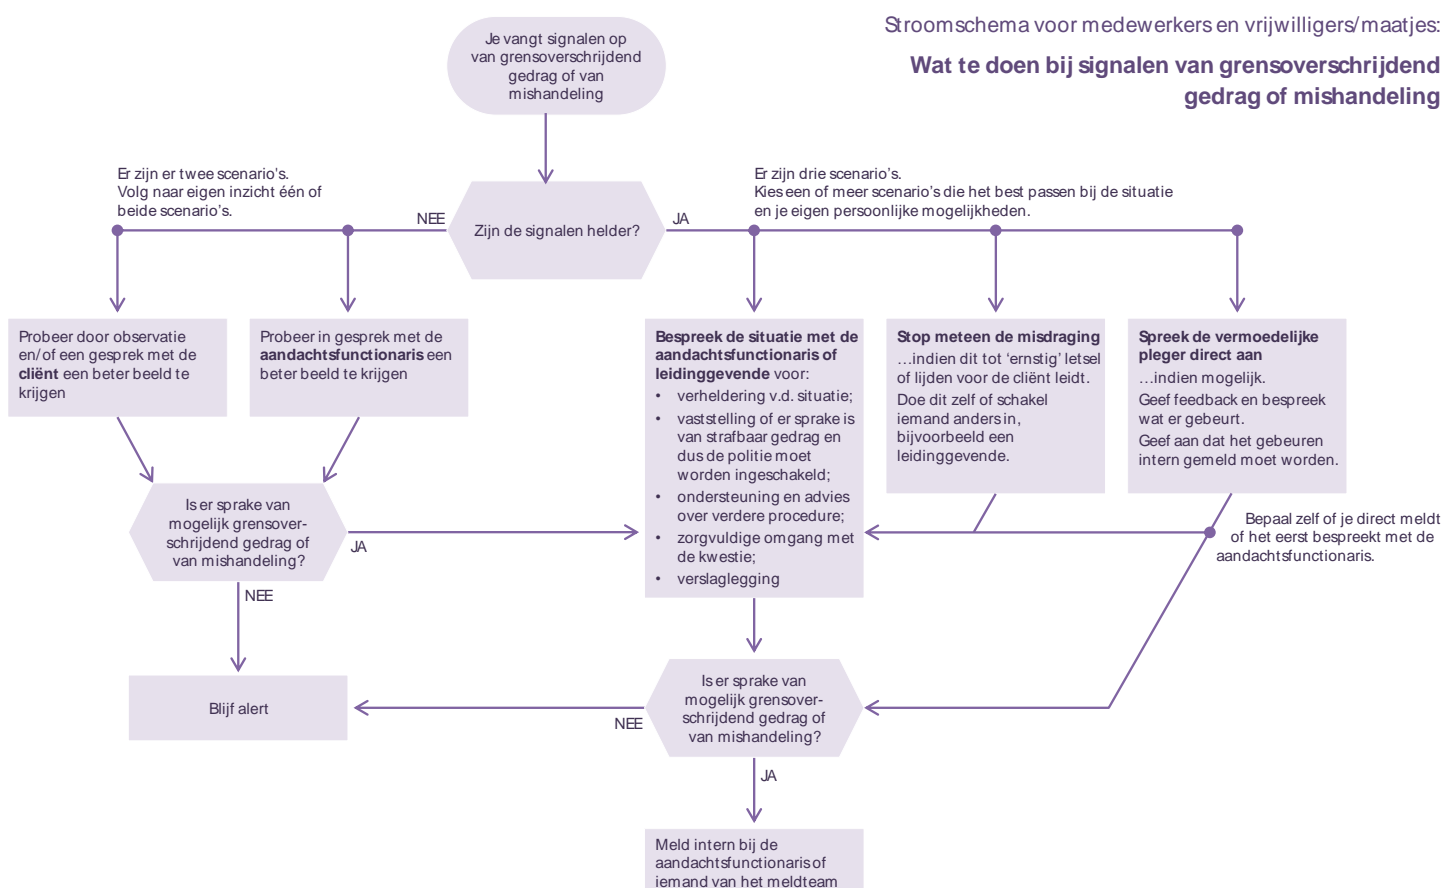 Stroomschema voor medewerkers en vrijwilligers/maatjes:
Wat te doen bij signalen van grensoverschrijdend
gedrag of mishandeling
Je vangt signalen op
van grensoverschrijdend
gedrag of van
mishandeling
Er zijn er twee scenario's.
Volg naar eigen inzicht één of
beide scenario's.
NEE
Zijn de signalen helder?
JA
Er zijn drie scenario's.
Kies een of meer scenario's die het best passen bij de situatie
en je eigen persoonlijke mogelijkheden.
Probeer door observatie
en/of een gesprek met de
cliënt een beter beeld te
krijgen
Probeer in gesprek met de
aandachtsfunctionaris een
beter beeld te krijgen
Bespreek de situatie met de
aandachtsfunctionaris of
leidinggevende voor:
• verheldering v.d. situatie;
• vaststelling of er sprake is
van strafbaar gedrag en
dus de politie moet
worden ingeschakeld;
• ondersteuning en advies
over verdere procedure;
• zorgvuldige omgang met
de kwestie;
• verslaglegging
Stop meteen de misdraging
…indien dit tot 'ernstig' letsel
of lijden voor de cliënt leidt.
Doe dit zelf of schakel
iemand anders in,
bijvoorbeeld een
leidinggevende.
Spreek de vermoedelijke
pleger direct aan
…indien mogelijk.
Geef feedback en bespreek
wat er gebeurt.
Geef aan dat het gebeuren
intern gemeld moet worden.
Is er sprake van
mogelijk grensover-
schrijdend gedrag of
van mishandeling?
JA
NEE
Bepaal zelf of je direct meldt
of het eerst bespreekt met de
aandachtsfunctionaris.
Blijf alert
Is er sprake van
mogelijk grensover-
schrijdend gedrag of
van mishandeling?
NEE
JA
Meld intern bij de
aandachtsfunctionaris of
iemand van het meldteam